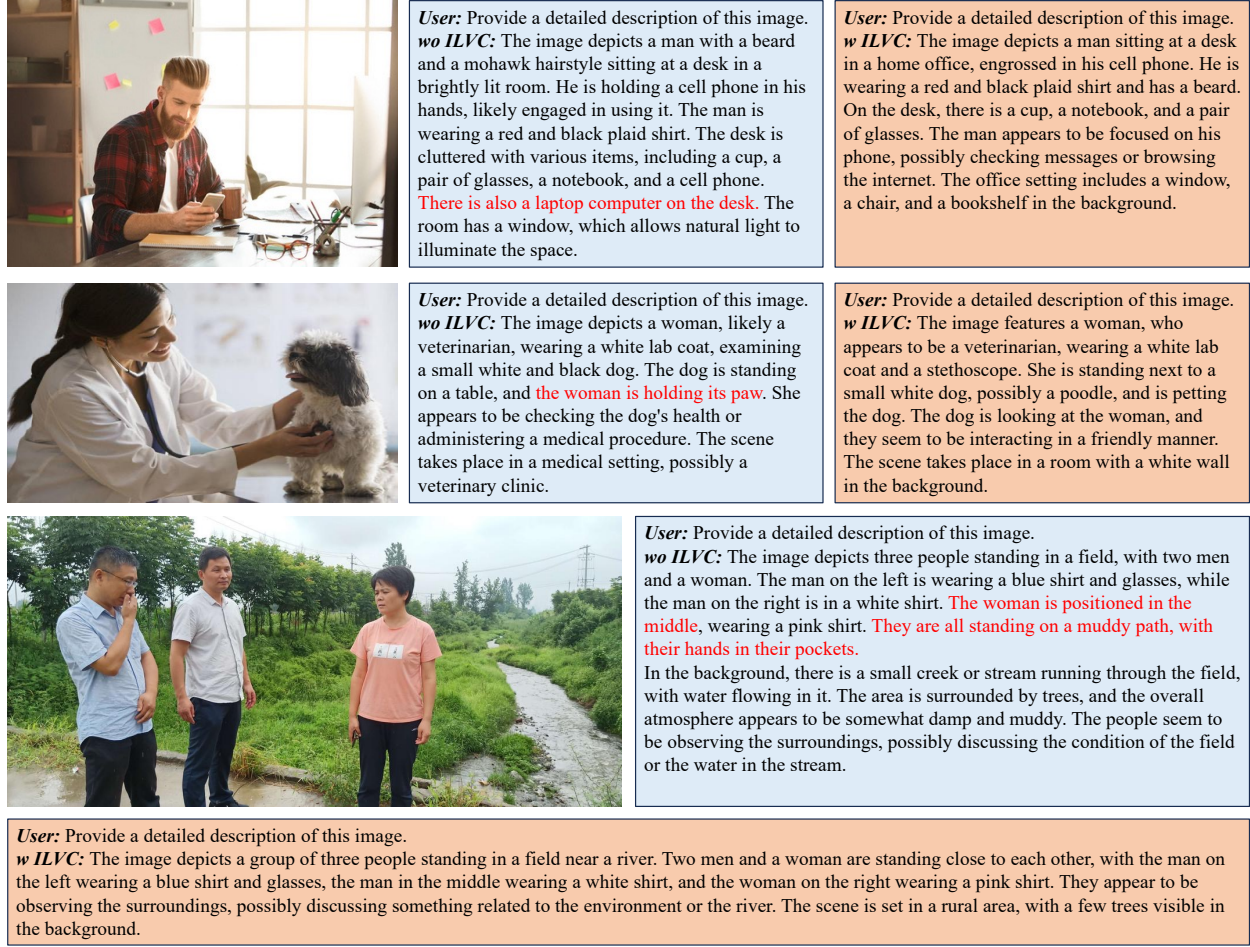 User: Provide a detailed description of this image.
wo ILVC: The image depicts a man with a beard
and a mohawk hairstyle sitting at a desk in a
brightly lit room. He is holding a cell phone in his
hands, likely engaged in using it. The man is
wearing a red and black plaid shirt. The desk is
cluttered with various items, including a cup, a
pair of glasses, a notebook, and a cell phone.
There is also a laptop computer on the desk. The
room has a window, which allows natural light to
illuminate the space.
User: Provide a detailed description of this image.
w ILVC: The image depicts a man sitting at a desk
in a home office, engrossed in his cell phone. He is
wearing a red and black plaid shirt and has a beard.
On the desk, there is a cup, a notebook, and a pair
of glasses. The man appears to be focused on his
phone, possibly checking messages or browsing
the internet. The office setting includes a window,
a chair, and a bookshelf in the background.
User: Provide a detailed description of this image.
wo ILVC: The image depicts a woman, likely a
veterinarian, wearing a white lab coat, examining
a small white and black dog. The dog is standing
on a table, and the woman is holding its paw. She
appears to be checking the dog's health or
administering a medical procedure. The scene
takes place in a medical setting, possibly a
veterinary clinic.
User: Provide a detailed description of this image.
w ILVC: The image features a woman, who
appears to be a veterinarian, wearing a white lab
coat and a stethoscope. She is standing next to a
small white dog, possibly a poodle, and is petting
the dog. The dog is looking at the woman, and
they seem to be interacting in a friendly manner.
The scene takes place in a room with a white wall
in the background.
User: Provide a detailed description of this image.
wo ILVC: The image depicts three people standing in a field, with two men
and a woman. The man on the left is wearing a blue shirt and glasses, while
the man on the right is in a white shirt. The woman is positioned in the
middle, wearing a pink shirt. They are all standing on a muddy path, with
their hands in their pockets.
In the background, there is a small creek or stream running through the field,
with water flowing in it. The area is surrounded by trees, and the overall
atmosphere appears to be somewhat damp and muddy. The people seem to
be observing the surroundings, possibly discussing the condition of the field
or the water in the stream.
User: Provide a detailed description of this image.
w ILVC: The image depicts a group of three people standing in a field near a river. Two men and a woman are standing close to each other, with the man on
the left wearing a blue shirt and glasses, the man in the middle wearing a white shirt, and the woman on the right wearing a pink shirt. They appear to be
observing the surroundings, possibly discussing something related to the environment or the river. The scene is set in a rural area, with a few trees visible in
the background.